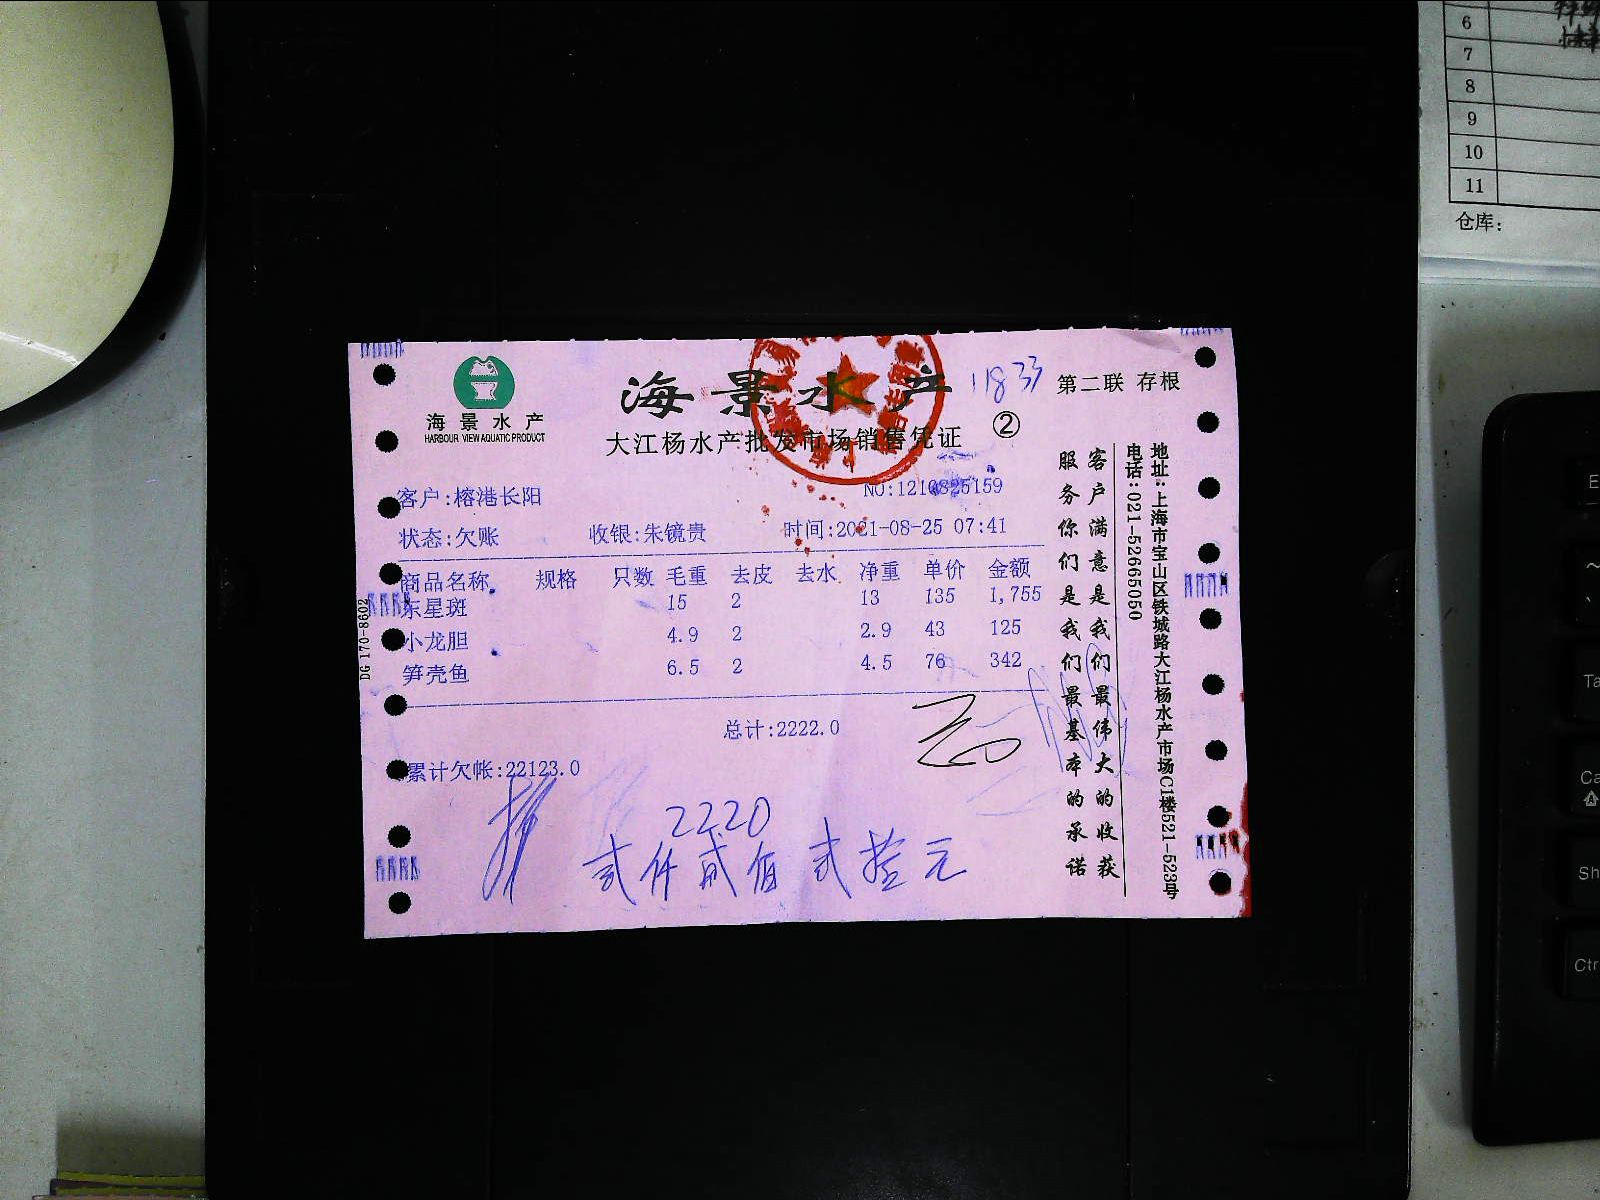 6
7
8
9
10
11
仓库:
海景水产
HARBOUR VIEW AQUATIC PRODUCT
海景水产
大江杨水产批发市场销售凭证
②
11833
第二联 存根
客户:榕港长阳
NO:1210825159
状态:欠账 收银:朱镜贵 时间:2021-08-25 07:41
商品名称 规格 只数 毛重 去皮 去水 净重 单价 金额
东星斑 15 2 13 135 1,755
小龙胆 4.9 2 2.9 43 125
笋壳鱼 6.5 2 4.5 76 342
总计:2222.0
累计欠帐:22123.0
2220
贰仟贰佰贰拾元
客户满意是我们最伟大的收获
服务你们是我们最基本的承诺
地址:上海市宝山区铁城路大江杨水产市场C1楼521-523号
电话:021-52665050
DG 170-8602
E
~
Ta
Ca
Sh
Ctr